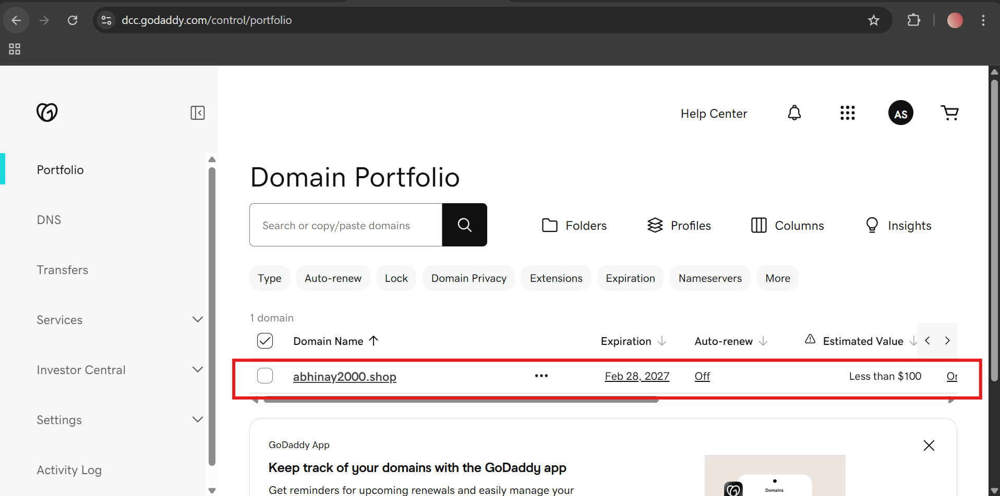 dcc.godaddy.com/control/portfolio
Help Center
AS
Portfolio
DNS
Transfers
Services
Investor Central
Settings
Activity Log
Domain Portfolio
Search or copy/paste domains
Folders
Profiles
Columns
Insights
Type Auto-renew Lock Domain Privacy Extensions Expiration Nameservers More
1 domain
Domain Name Expiration Auto-renew Estimated Value
abhinay2000.shop Feb 28, 2027 Off Less than $100
GoDaddy App
Keep track of your domains with the GoDaddy app
Get reminders for upcoming renewals and easily manage your
Domains